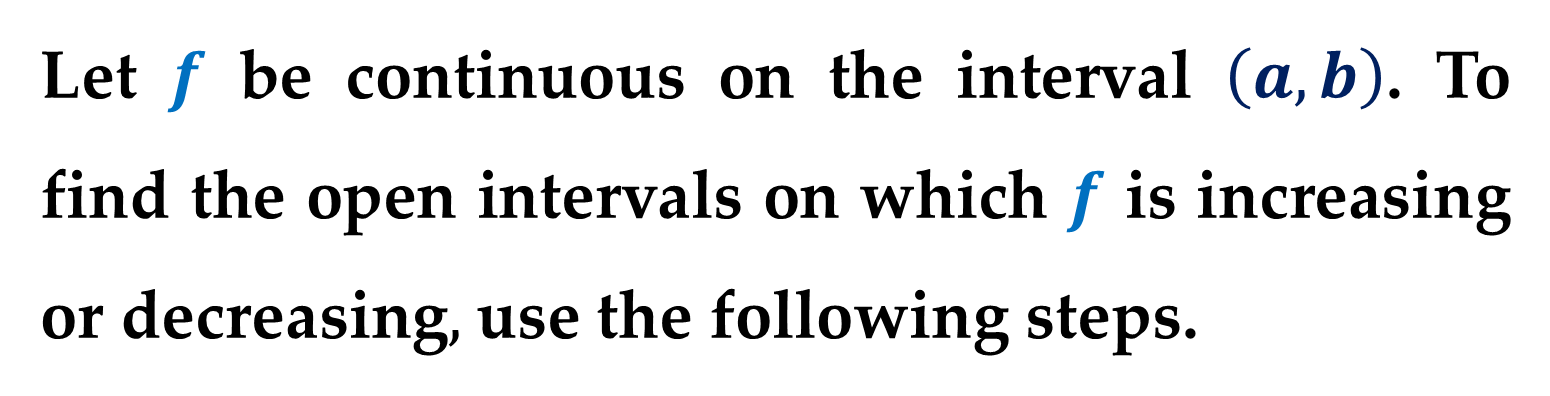 Let f be continuous on the interval (a, b). To
find the open intervals on which f is increasing
or decreasing, use the following steps.